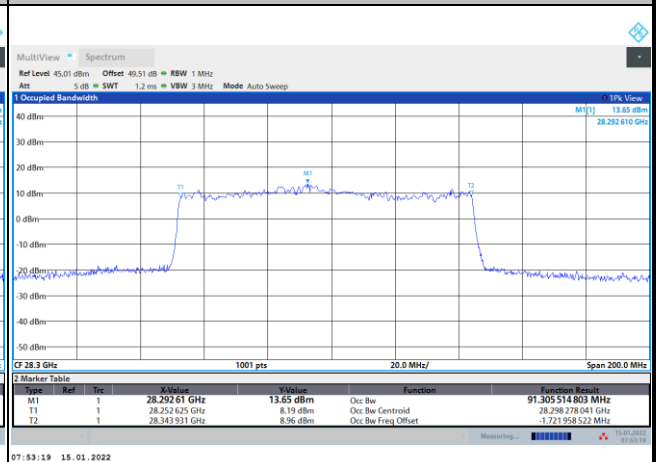 MultiView Spectrum
Ref Level 45.01 dBm Offset 49.51 dB RBW 1 MHz
Att 5 dB SWT 1.2 ms VBW 3 MHz Mode Auto Sweep
1 Occupied Bandwidth 1Pk View
M1[1] 13.65 dBm
28.292 610 GHz
40 dBm
30 dBm
20 dBm
M1
T1 T2
10 dBm
0 dBm
-10 dBm
-20 dBm
-30 dBm
-40 dBm
-50 dBm
CF 28.3 GHz 1001 pts 20.0 MHz/ Span 200.0 MHz
2 Marker Table
Type Ref Trc X-Value Y-Value Function Function Result
M1 1 28.29261 GHz 13.65 dBm Occ Bw 91.305 514 803 MHz
T1 1 28.252 625 GHz 8.19 dBm Occ Bw Centroid 28.298 278 041 GHz
T2 1 28.343 931 GHz 8.96 dBm Occ Bw Freq Offset -1.721 958 522 MHz
Measuring... 15.01.2022
07:53:19
07:53:19 15.01.2022